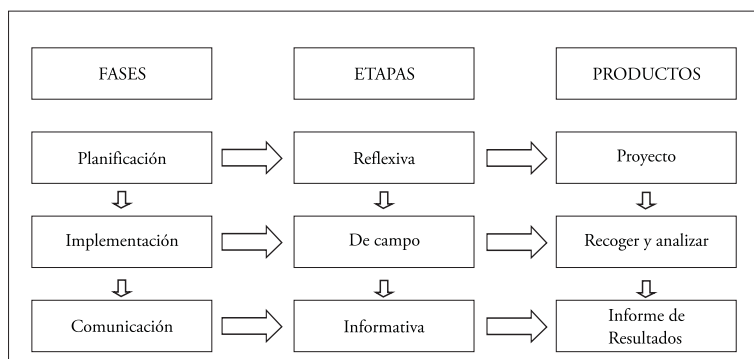 FASES
ETAPAS
PRODUCTOS
Planificación
Reflexiva
Proyecto
Implementación
De campo
Recoger y analizar
Comunicación
Informativa
Informe de
Resultados